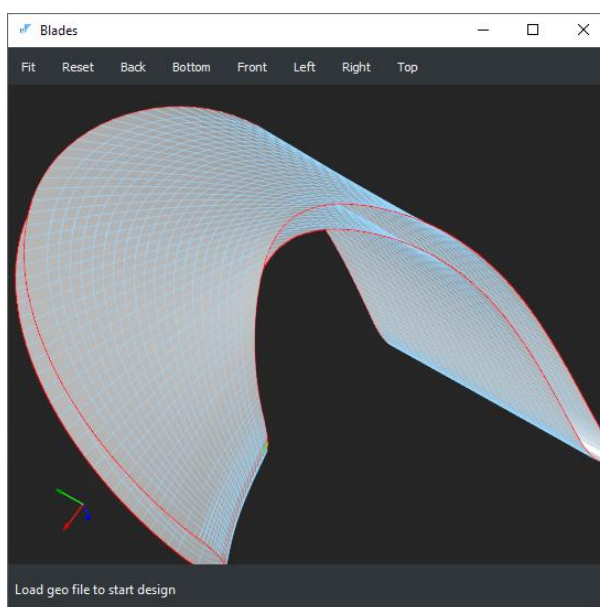 Blades
Fit Reset Back Bottom Front Left Right Top
Load geo file to start design